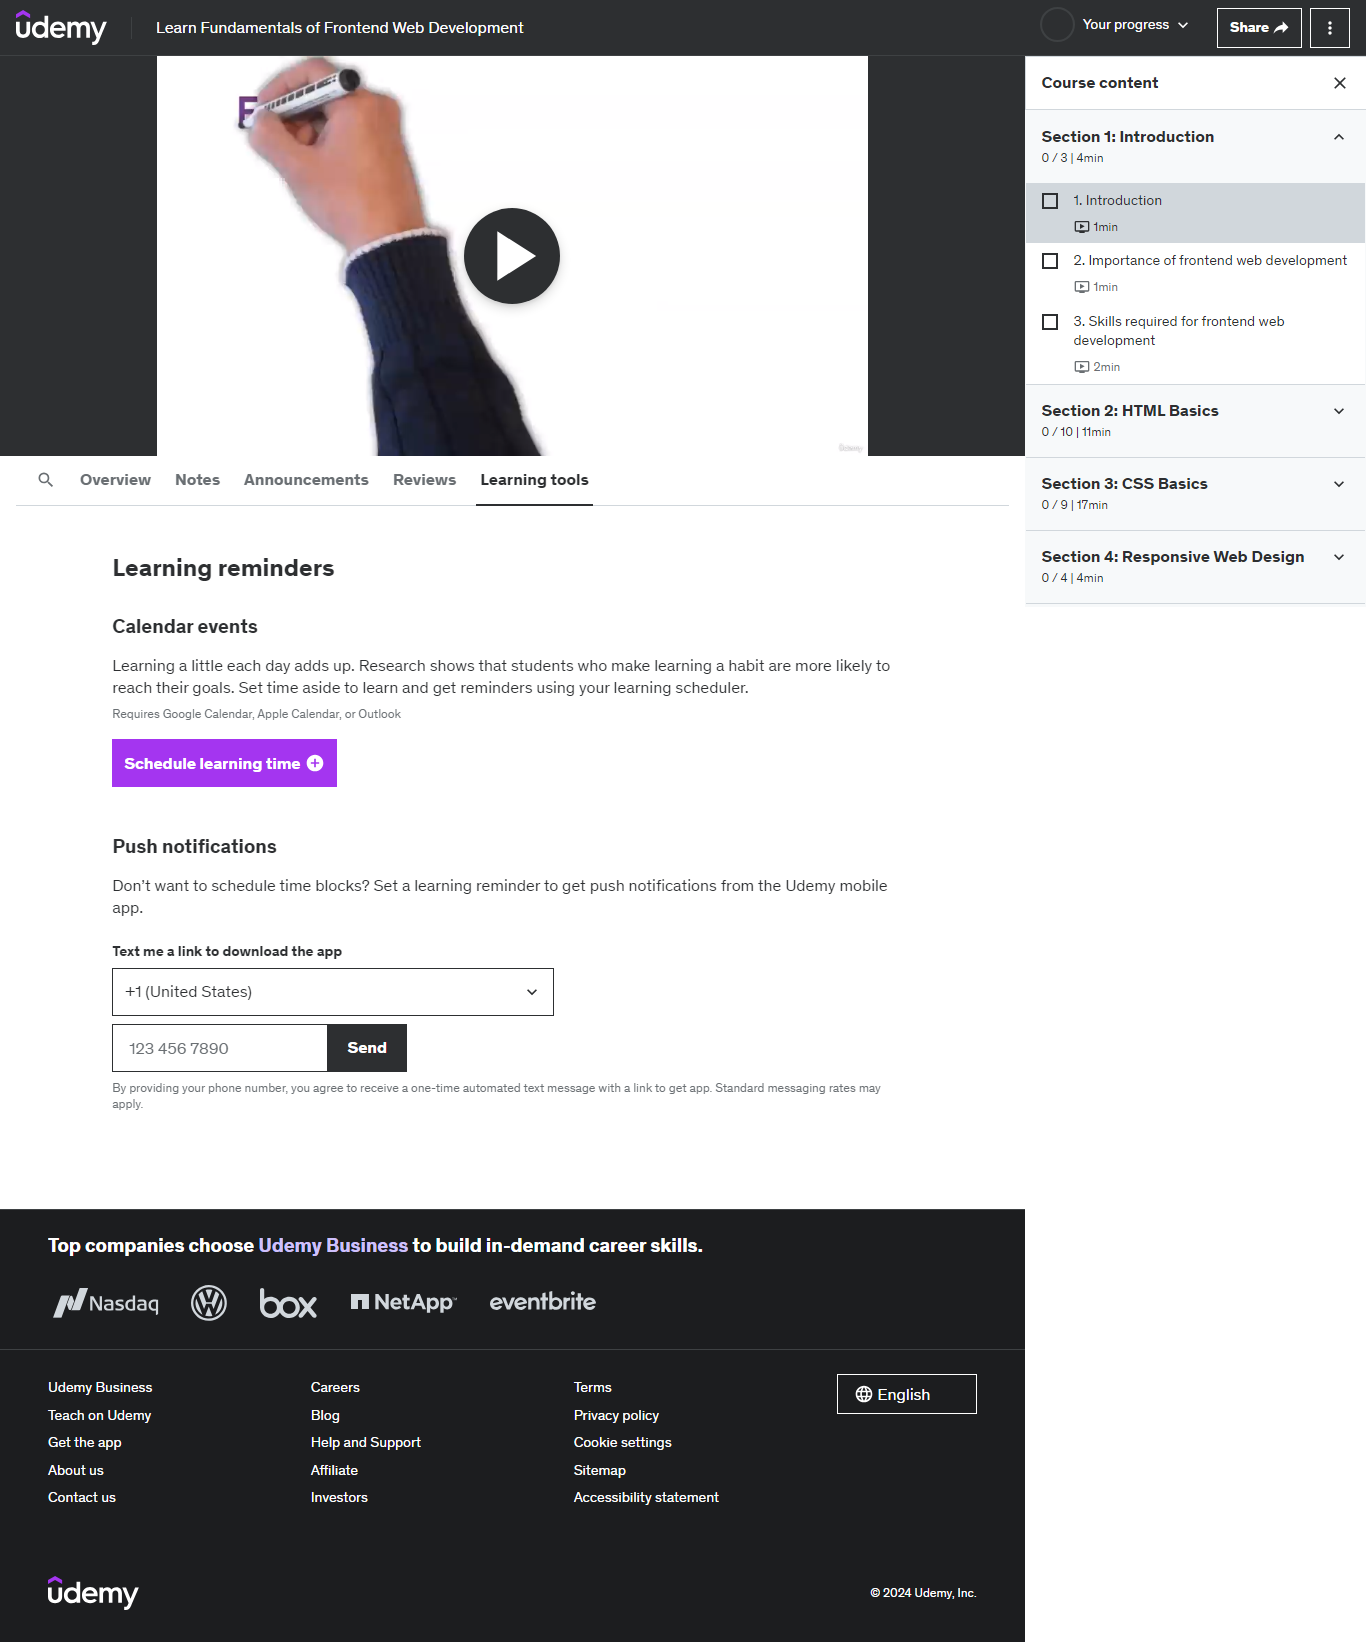 udemy
Learn Fundamentals of Frontend Web Development
Your progress
Share
F
Udemy
Course content
Section 1: Introduction
0 / 3 | 4min
1. Introduction
1min
2. Importance of frontend web development
1min
3. Skills required for frontend web
development
2min
Section 2: HTML Basics
0 / 10 | 11min
Section 3: CSS Basics
0 / 9 | 17min
Section 4: Responsive Web Design
0 / 4 | 4min
Overview Notes Announcements Reviews Learning tools
Learning reminders
Calendar events
Learning a little each day adds up. Research shows that students who make learning a habit are more likely to
reach their goals. Set time aside to learn and get reminders using your learning scheduler.
Requires Google Calendar, Apple Calendar, or Outlook
Schedule learning time
Push notifications
Don’t want to schedule time blocks? Set a learning reminder to get push notifications from the Udemy mobile
app.
Text me a link to download the app
+1 (United States)
123 456 7890
Send
By providing your phone number, you agree to receive a one-time automated text message with a link to get app. Standard messaging rates may
apply.
Top companies choose Udemy Business to build in-demand career skills.
Nasdaq box NetApp™ eventbrite
Udemy Business
Teach on Udemy
Get the app
About us
Contact us
Careers
Blog
Help and Support
Affiliate
Investors
Terms
Privacy policy
Cookie settings
Sitemap
Accessibility statement
English
udemy
© 2024 Udemy, Inc.